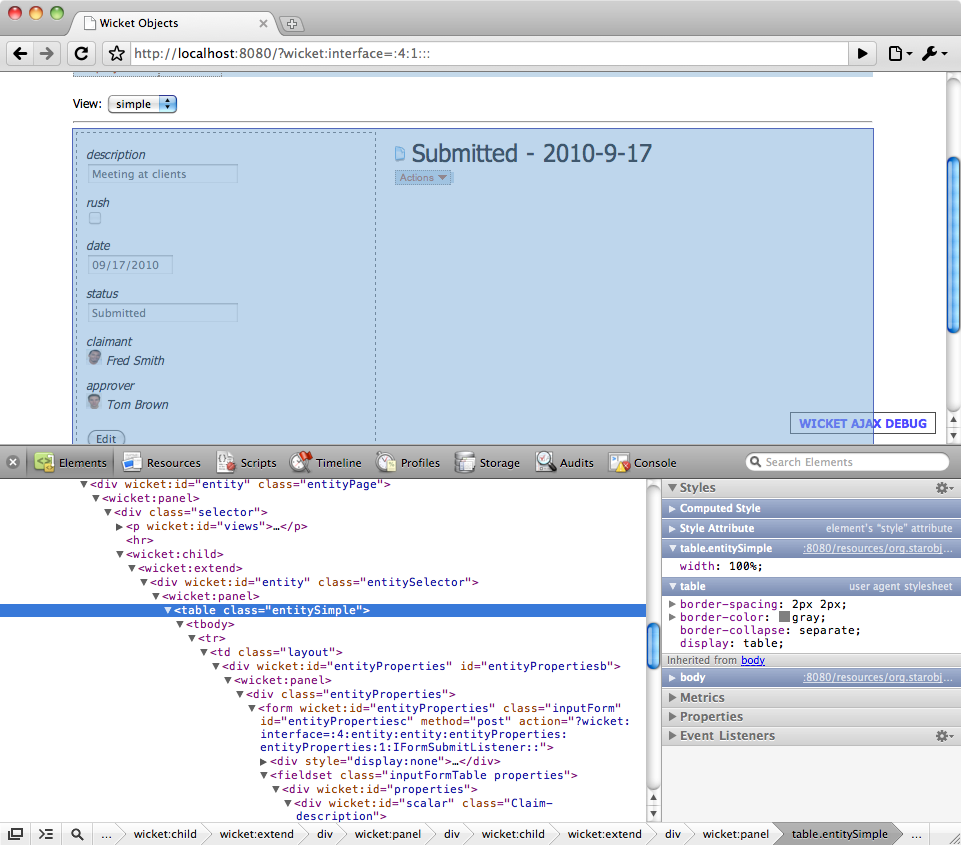 Wicket Objects
http://localhost:8080/?wicket:interface=:4:1:::
View: simple
description
Meeting at clients
rush
date
09/17/2010
status
Submitted
claimant
Fred Smith
approver
Tom Brown
Edit
Submitted - 2010-9-17
Actions
WICKET AJAX DEBUG
Elements Resources Scripts Timeline Profiles Storage Audits Console Search Elements
<div wicket:id="entity" class="entityPage">
<wicket:panel>
<div class="selector">
<p wicket:id="views">…</p>
<hr>
<wicket:child>
<wicket:extend>
<div wicket:id="entity" class="entitySelector">
<wicket:panel>
<table class="entitySimple">
<tbody>
<tr>
<td class="layout">
<div wicket:id="entityProperties" id="entityPropertiesb">
<wicket:panel>
<div class="entityProperties">
<form wicket:id="entityProperties" class="inputForm"
id="entityPropertiesc" method="post" action="?wicket:
interface=:4:entity:entity:entityProperties:
entityProperties:1:IFormSubmitListener::">
<div style="display:none">…</div>
<fieldset class="inputFormTable properties">
<div wicket:id="properties">
<div wicket:id="scalar" class="Claim-
description">
Styles
Computed Style
Style Attribute element's "style" attribute
table.entitySimple :8080/resources/org.starobj…
width: 100%;
table user agent stylesheet
border-spacing: 2px 2px;
border-color: gray;
border-collapse: separate;
display: table;
Inherited from body
body :8080/resources/org.starobj…
Metrics
Properties
Event Listeners
… wicket:child wicket:extend div wicket:panel div wicket:child wicket:extend div wicket:panel table.entitySimple …